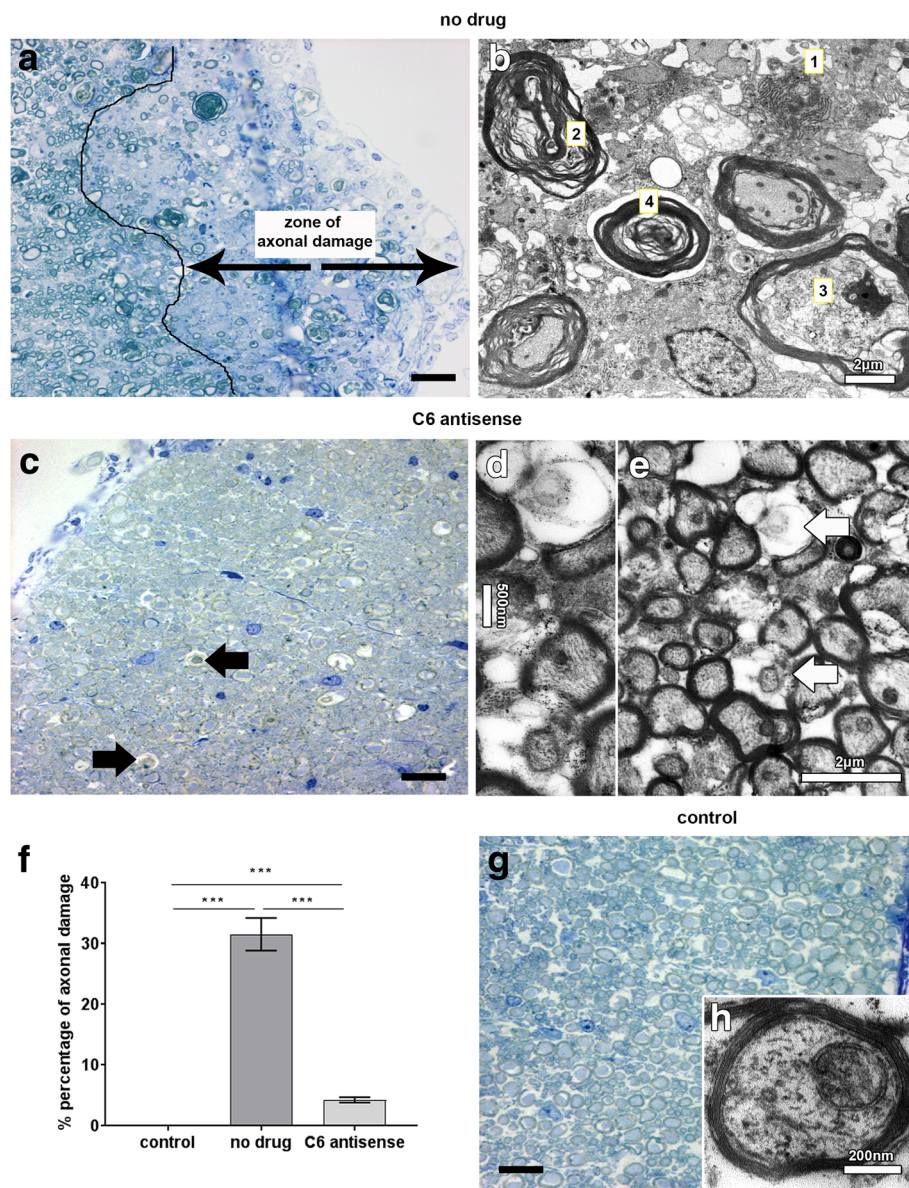 no drug
a
zone of
axonal damage
b
1
2
4
3
2µm
C6 antisense
c
d
500nm
e
2µm
control
f
% percentage of axonal damage
40
30
20
10
0
***
*** ***
control no drug C6 antisense
g
h
200nm